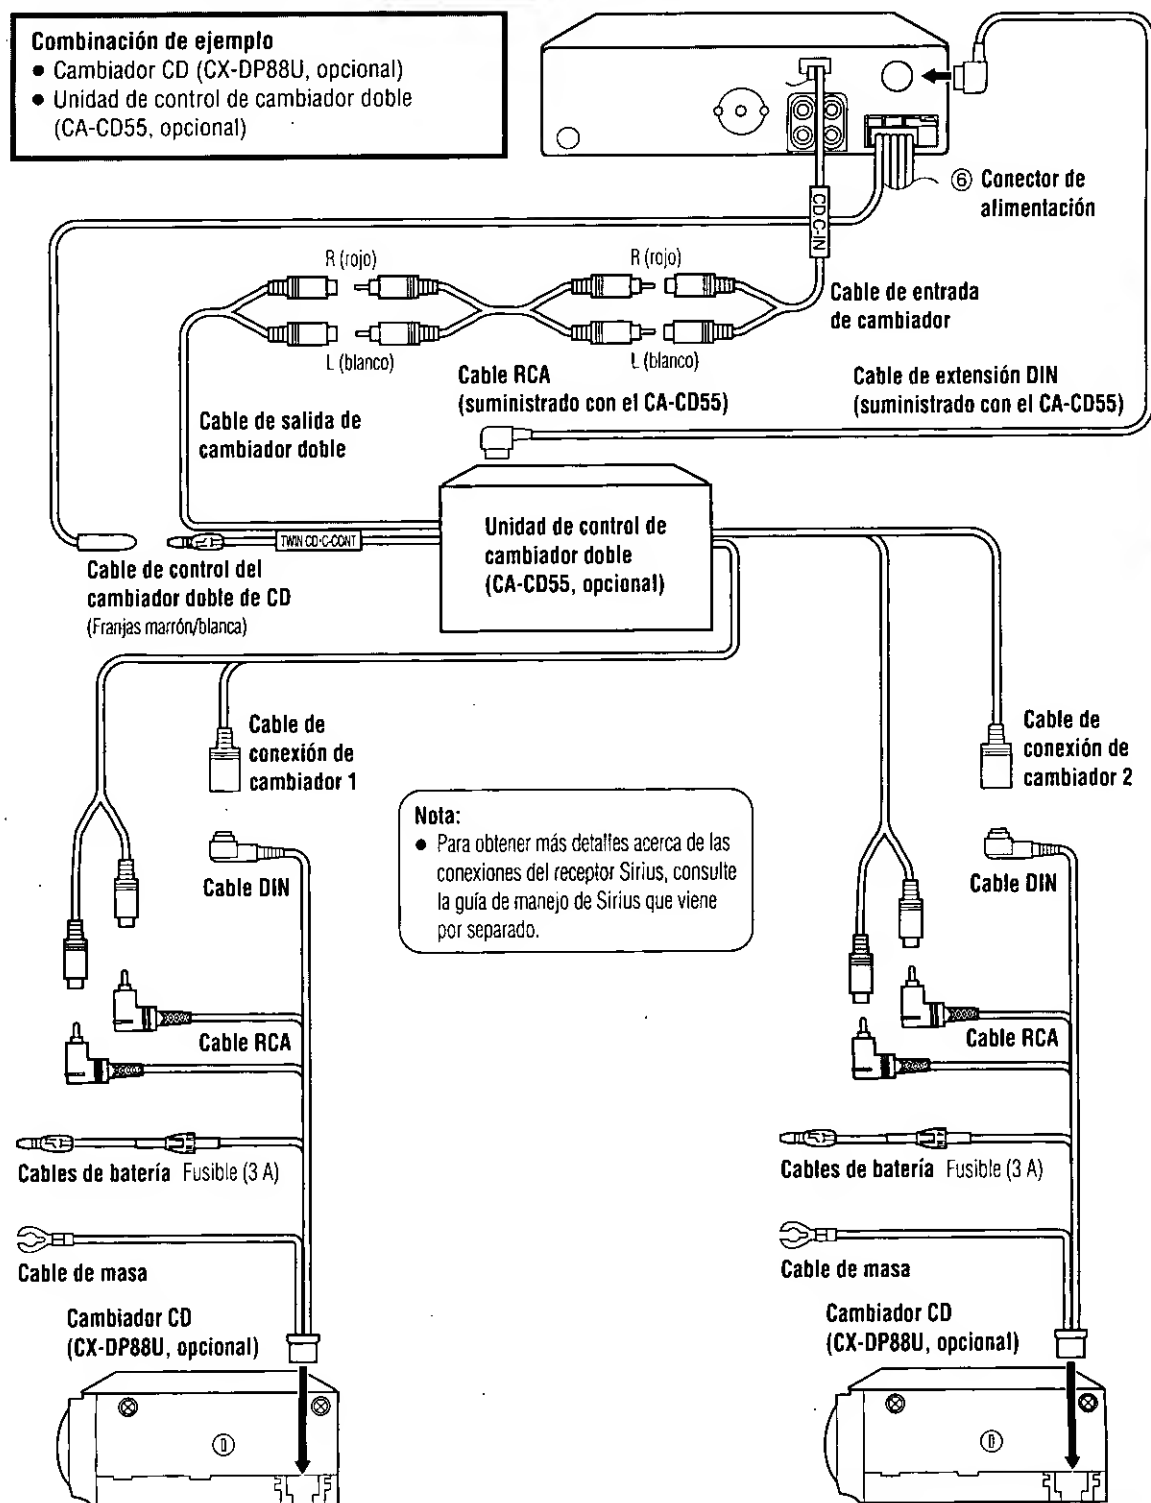 Combinación de ejemplo
● Cambiador CD (CX-DP88U, opcional)
● Unidad de control de cambiador doble
(CA-CD55, opcional)
⑥ Conector de
alimentación
CD.C-IN
R (rojo)
R (rojo)
Cable de entrada
de cambiador
L (blanco)
L (blanco)
Cable RCA
(suministrado con el CA-CD55)
Cable de extensión DIN
(suministrado con el CA-CD55)
Cable de salida de
cambiador doble
Unidad de control de
cambiador doble
(CA-CD55, opcional)
TWIN CD•C-CONT
Cable de control del
cambiador doble de CD
(Franjas marrón/blanca)
Cable de
conexión de
cambiador 1
Cable de
conexión de
cambiador 2
Nota:
● Para obtener más detalles acerca de las
conexiones del receptor Sirius, consulte
la guía de manejo de Sirius que viene
por separado.
Cable DIN
Cable DIN
Cable RCA
Cable RCA
Cables de batería Fusible (3 A)
Cables de batería Fusible (3 A)
Cable de masa
Cable de masa
Cambiador CD
(CX-DP88U, opcional)
Cambiador CD
(CX-DP88U, opcional)